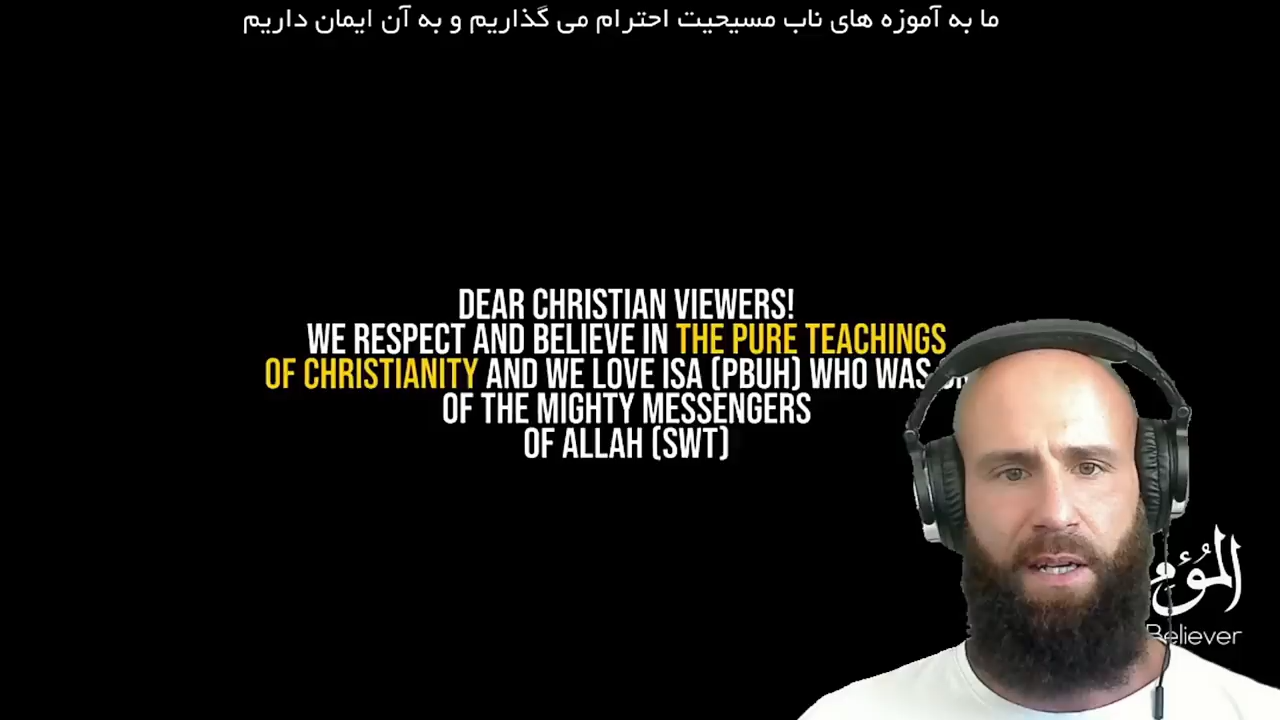 ما به آموزه های ناب مسیحیت احترام می گذاریم و به آن ایمان داریم
DEAR CHRISTIAN VIEWERS!
WE RESPECT AND BELIEVE IN THE PURE TEACHINGS
OF CHRISTIANITY AND WE LOVE ISA (PBUH) WHO WAS
OF THE MIGHTY MESSENGERS
OF ALLAH (SWT)
Believer